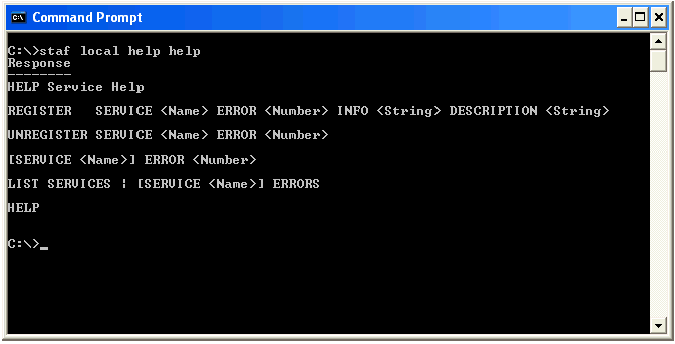 Command Prompt
C:\>staf local help help
Response
--------
HELP Service Help
REGISTER   SERVICE <Name> ERROR <Number> INFO <String> DESCRIPTION <String>
UNREGISTER SERVICE <Name> ERROR <Number>
[SERVICE <Name>] ERROR <Number>
LIST SERVICES | [SERVICE <Name>] ERRORS
HELP
C:\>_